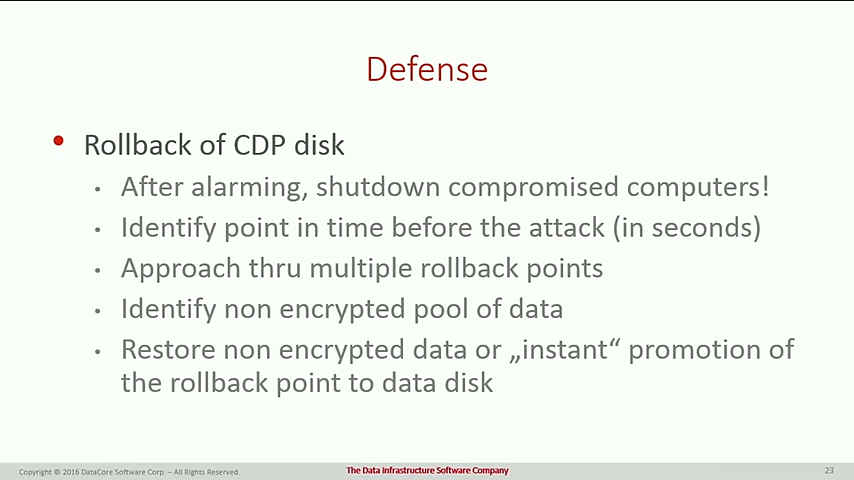 Defense
• Rollback of CDP disk
• After alarming, shutdown compromised computers!
• Identify point in time before the attack (in seconds)
• Approach thru multiple rollback points
• Identify non encrypted pool of data
• Restore non encrypted data or „instant“ promotion of
the rollback point to data disk
Copyright © 2016 DataCore Software Corp. – All Rights Reserved.
The Data Infrastructure Software Company
23